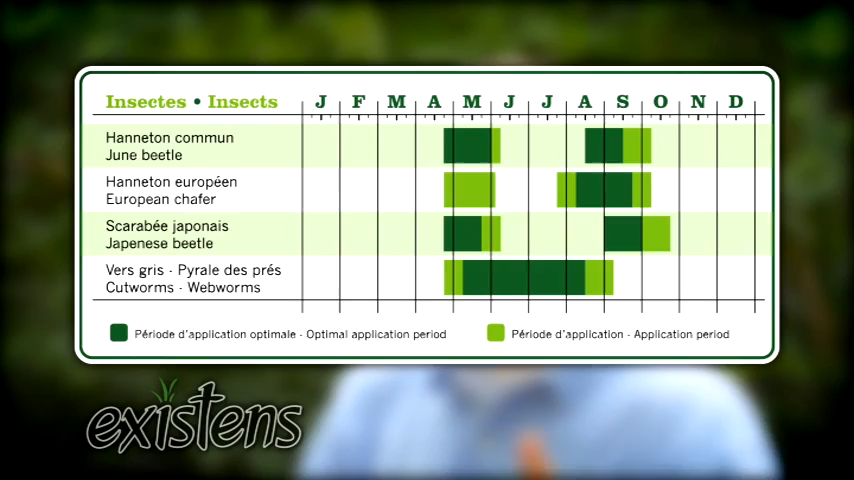 Insectes • Insects J F M A M J J A S O N D
Hanneton commun
June beetle
Hanneton européen
European chafer
Scarabée japonais
Japenese beetle
Vers gris - Pyrale des prés
Cutworms - Webworms
Période d'application optimale - Optimal application period
Période d'application - Application period
existens